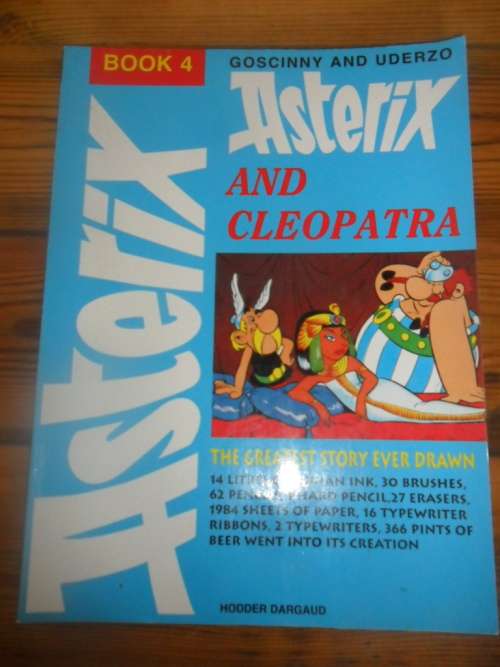 BOOK 4
GOSCINNY AND UDERZO
Asterix
AND
CLEOPATRA
Asterix
THE GREATEST STORY EVER DRAWN
14 LITRES INDIAN INK, 30 BRUSHES,
62 PENCILS, HARD PENCIL, 27 ERASERS,
1984 SHEETS OF PAPER, 16 TYPEWRITER
RIBBONS, 2 TYPEWRITERS, 366 PINTS OF
BEER WENT INTO ITS CREATION
HODDER DARGAUD